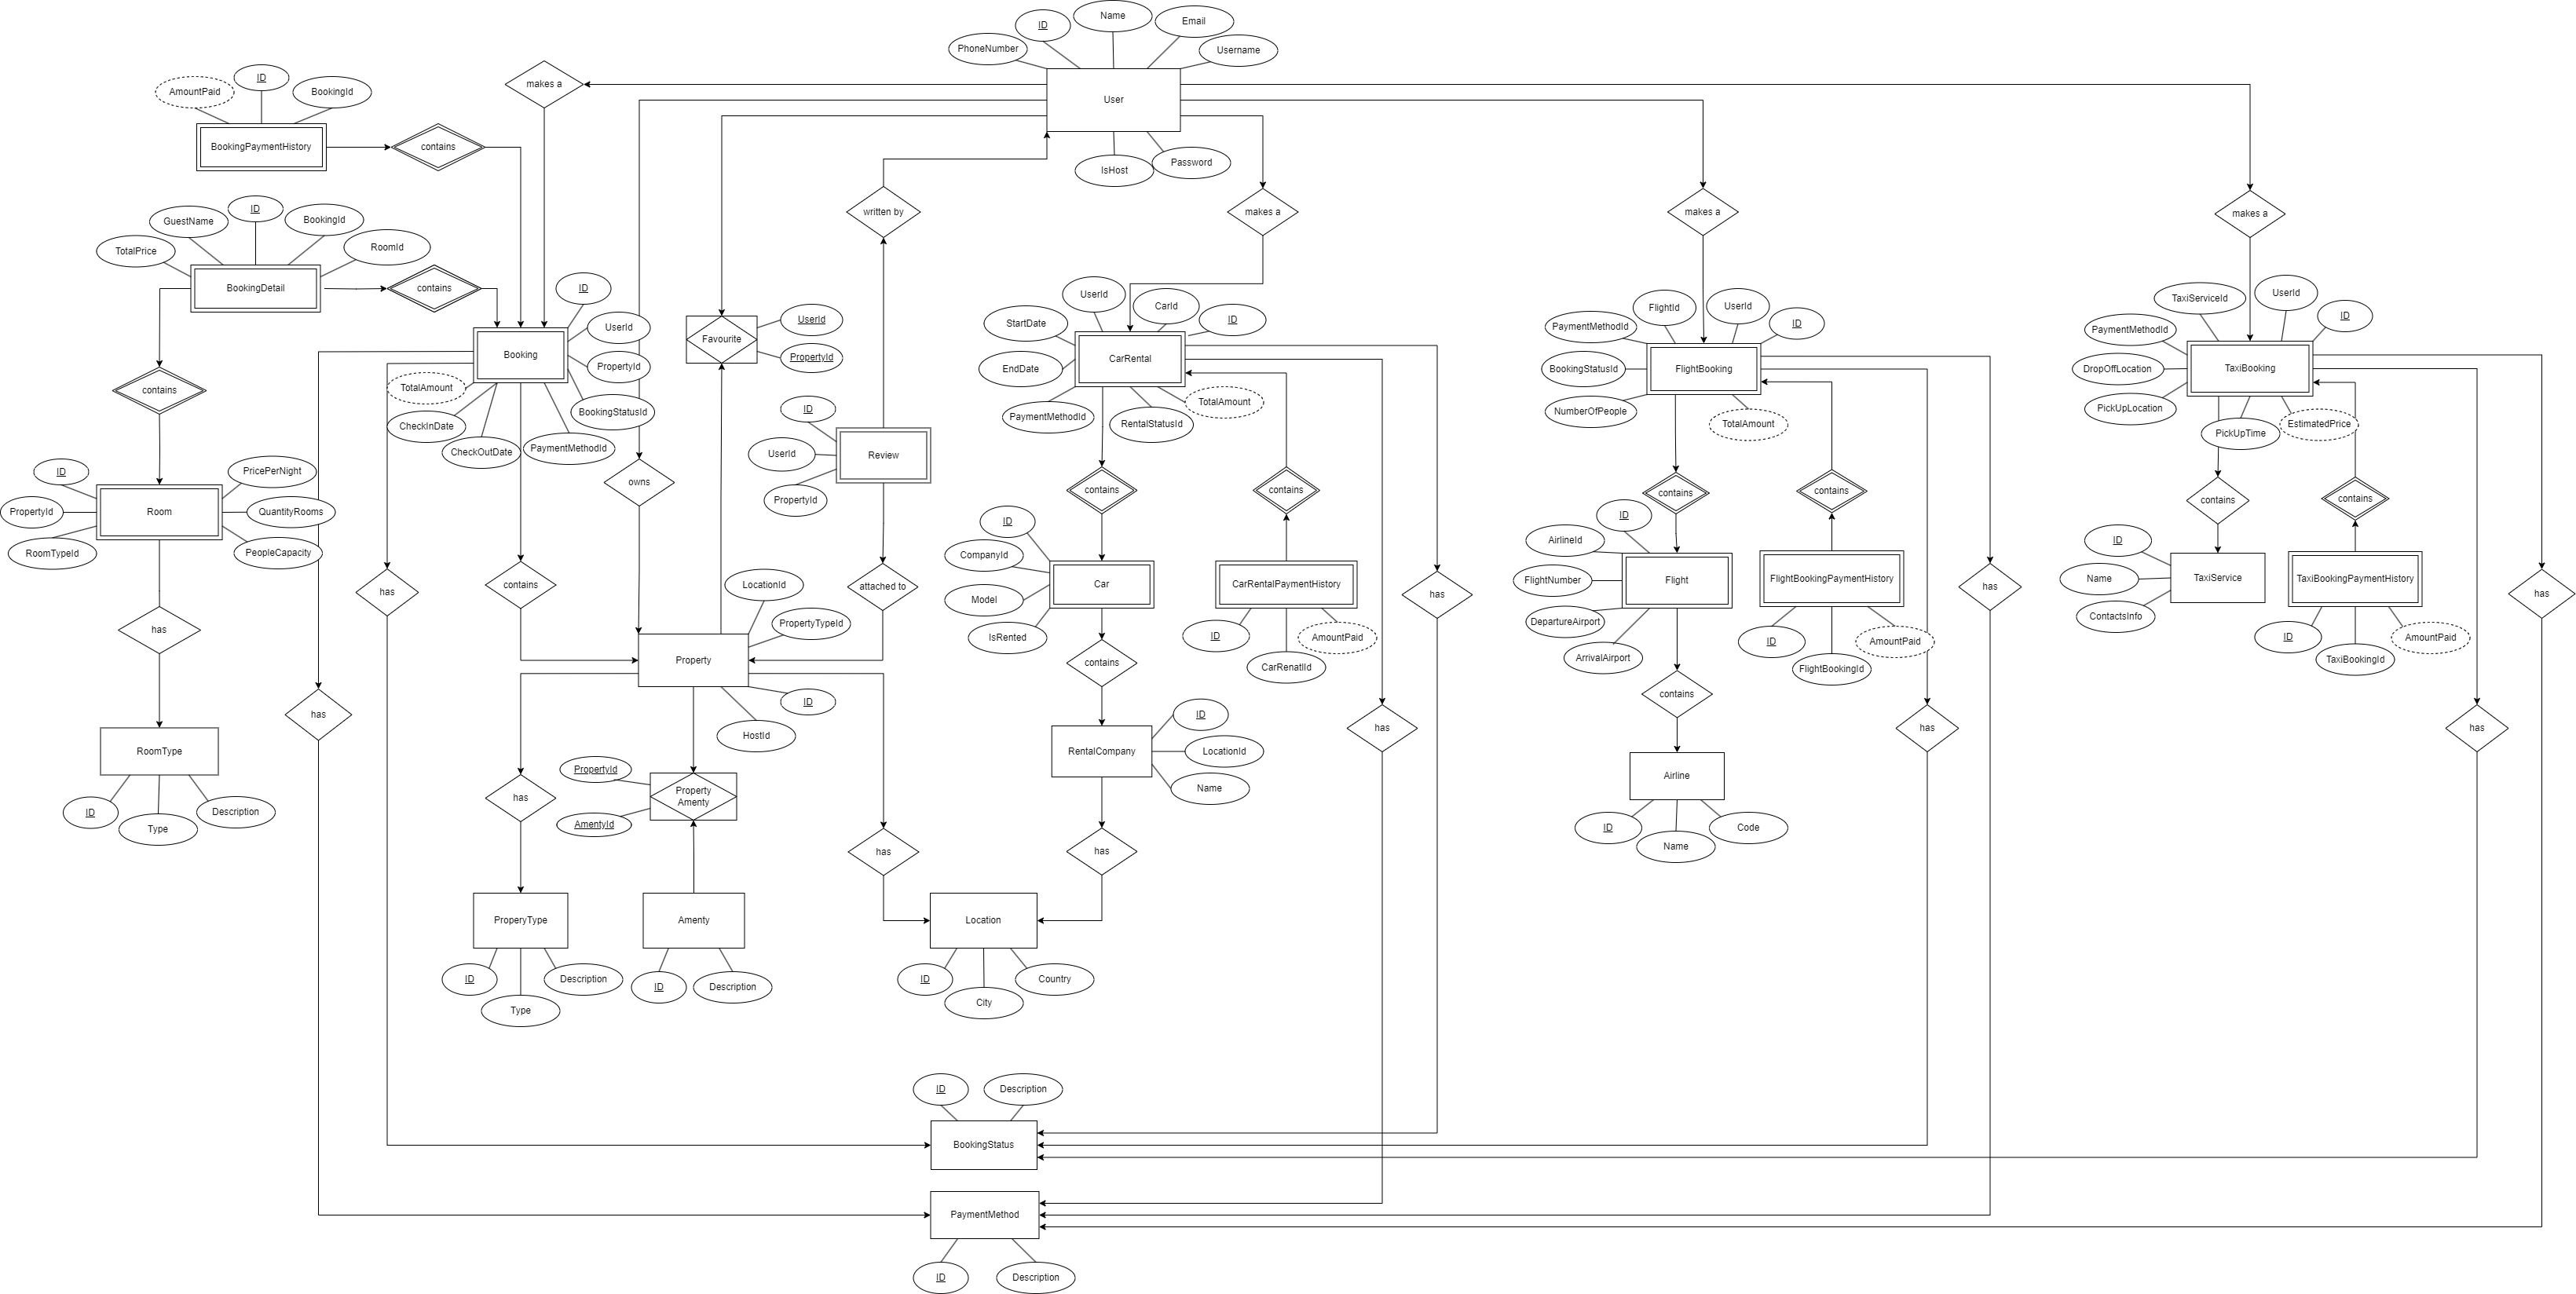 ID
Name
Email
PhoneNumber
Username
User
IsHost
Password
makes a
AmountPaid
ID
BookingId
BookingPaymentHistory
contains
GuestName
ID
BookingId
TotalPrice
RoomId
BookingDetail
contains
contains
written by
makes a
makes a
makes a
ID
UserId
Booking
PropertyId
TotalAmount
BookingStatusId
CheckInDate
CheckOutDate
PaymentMethodId
Favourite
UserId
PropertyId
ID
UserId
Review
PropertyId
owns
attached to
UserId
CarId
StartDate
ID
CarRental
EndDate
PaymentMethodId
RentalStatusId
TotalAmount
contains
contains
FlightId
UserId
PaymentMethodId
ID
FlightBooking
BookingStatusId
NumberOfPeople
TotalAmount
contains
contains
TaxiServiceId
UserId
PaymentMethodId
ID
TaxiBooking
DropOffLocation
PickUpLocation
PickUpTime
EstimatedPrice
contains
contains
ID
PricePerNight
PropertyId
Room
QuantityRooms
RoomTypeId
PeopleCapacity
has
has
has
contains
LocationId
PropertyTypeId
Property
ID
HostId
ID
CompanyId
Car
Model
IsRented
CarRentalPaymentHistory
ID
AmountPaid
CarRenatlId
has
ID
AirlineId
FlightNumber
Flight
DepartureAirport
ArrivalAirport
FlightBookingPaymentHistory
ID
AmountPaid
FlightBookingId
has
ID
Name
TaxiService
ContactsInfo
TaxiBookingPaymentHistory
ID
AmountPaid
TaxiBookingId
has
contains
contains
has
has
has
RoomType
ID
Type
Description
has
PropertyId
Property
Amenty
AmentyId
has
RentalCompany
ID
LocationId
Name
has
Airline
ID
Name
Code
ProperyType
ID
Type
Description
Amenty
ID
Description
Location
ID
City
Country
ID
Description
BookingStatus
PaymentMethod
ID
Description